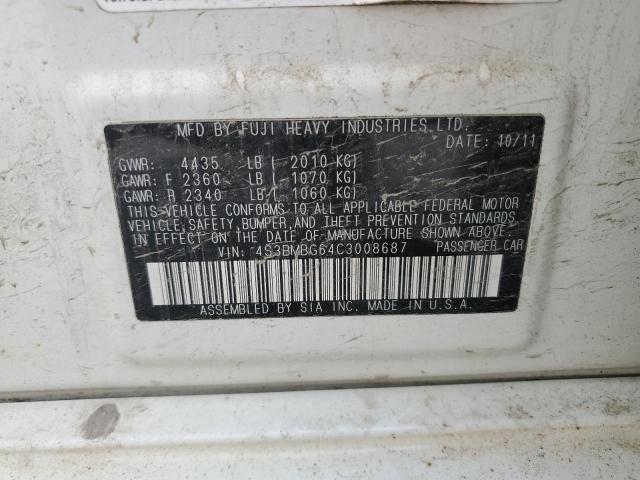 MFD BY FUJI HEAVY INDUSTRIES LTD.
DATE: 10/11
GVWR: 4435 LB ( 2010 KG)
GAWR: F 2360 LB ( 1070 KG)
GAWR: R 2340 LB ( 1060 KG)
THIS VEHICLE CONFORMS TO ALL APPLICABLE FEDERAL MOTOR
VEHICLE, SAFETY, BUMPER, AND THEFT PREVENTION STANDARDS
IN EFFECT ON THE DATE OF MANUFACTURE SHOWN ABOVE.
VIN: 4S3BMBG64C3008687 PASSENGER CAR
ASSEMBLED BY SIA INC. MADE IN U.S.A.